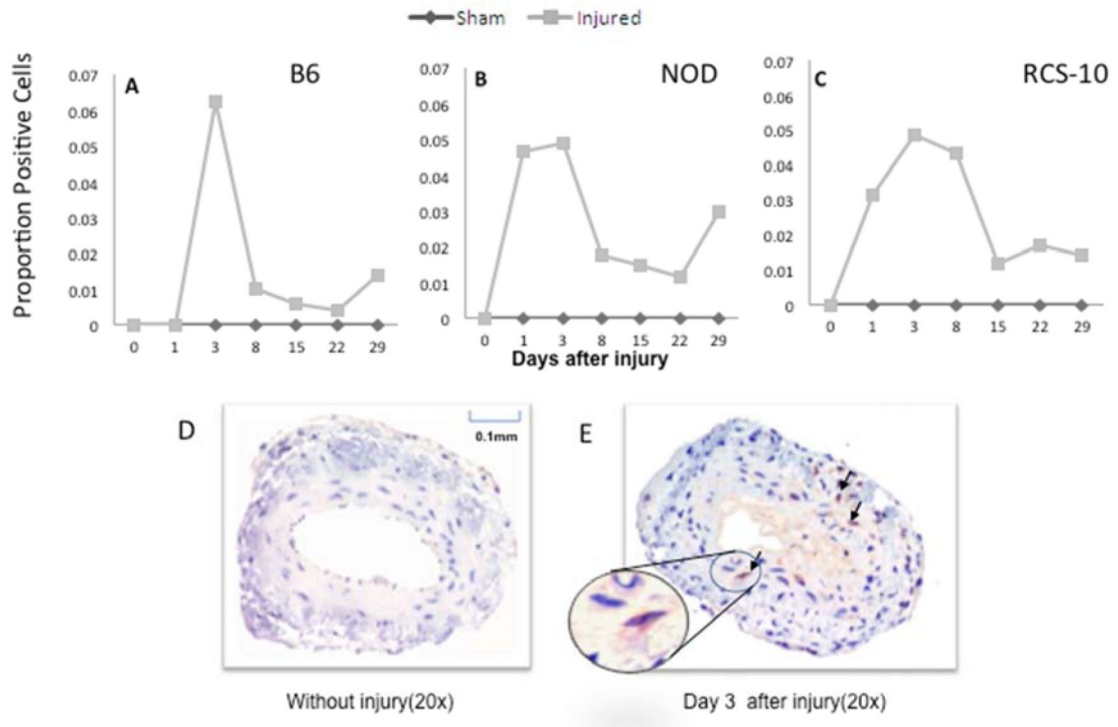 Sham Injured
Proportion Positive Cells
A B6
0.07
0.06
0.05
0.04
0.03
0.02
0.01
0
0 1 3 8 15 22 29
B NOD
0.07
0.06
0.05
0.04
0.03
0.02
0.01
0
0 1 3 8 15 22 29
C RCS-10
0.07
0.06
0.05
0.04
0.03
0.02
0.01
0
0 1 3 8 15 22 29
Days after injury
D
0.1mm
Without injury(20x)
E
Day 3 after injury(20x)